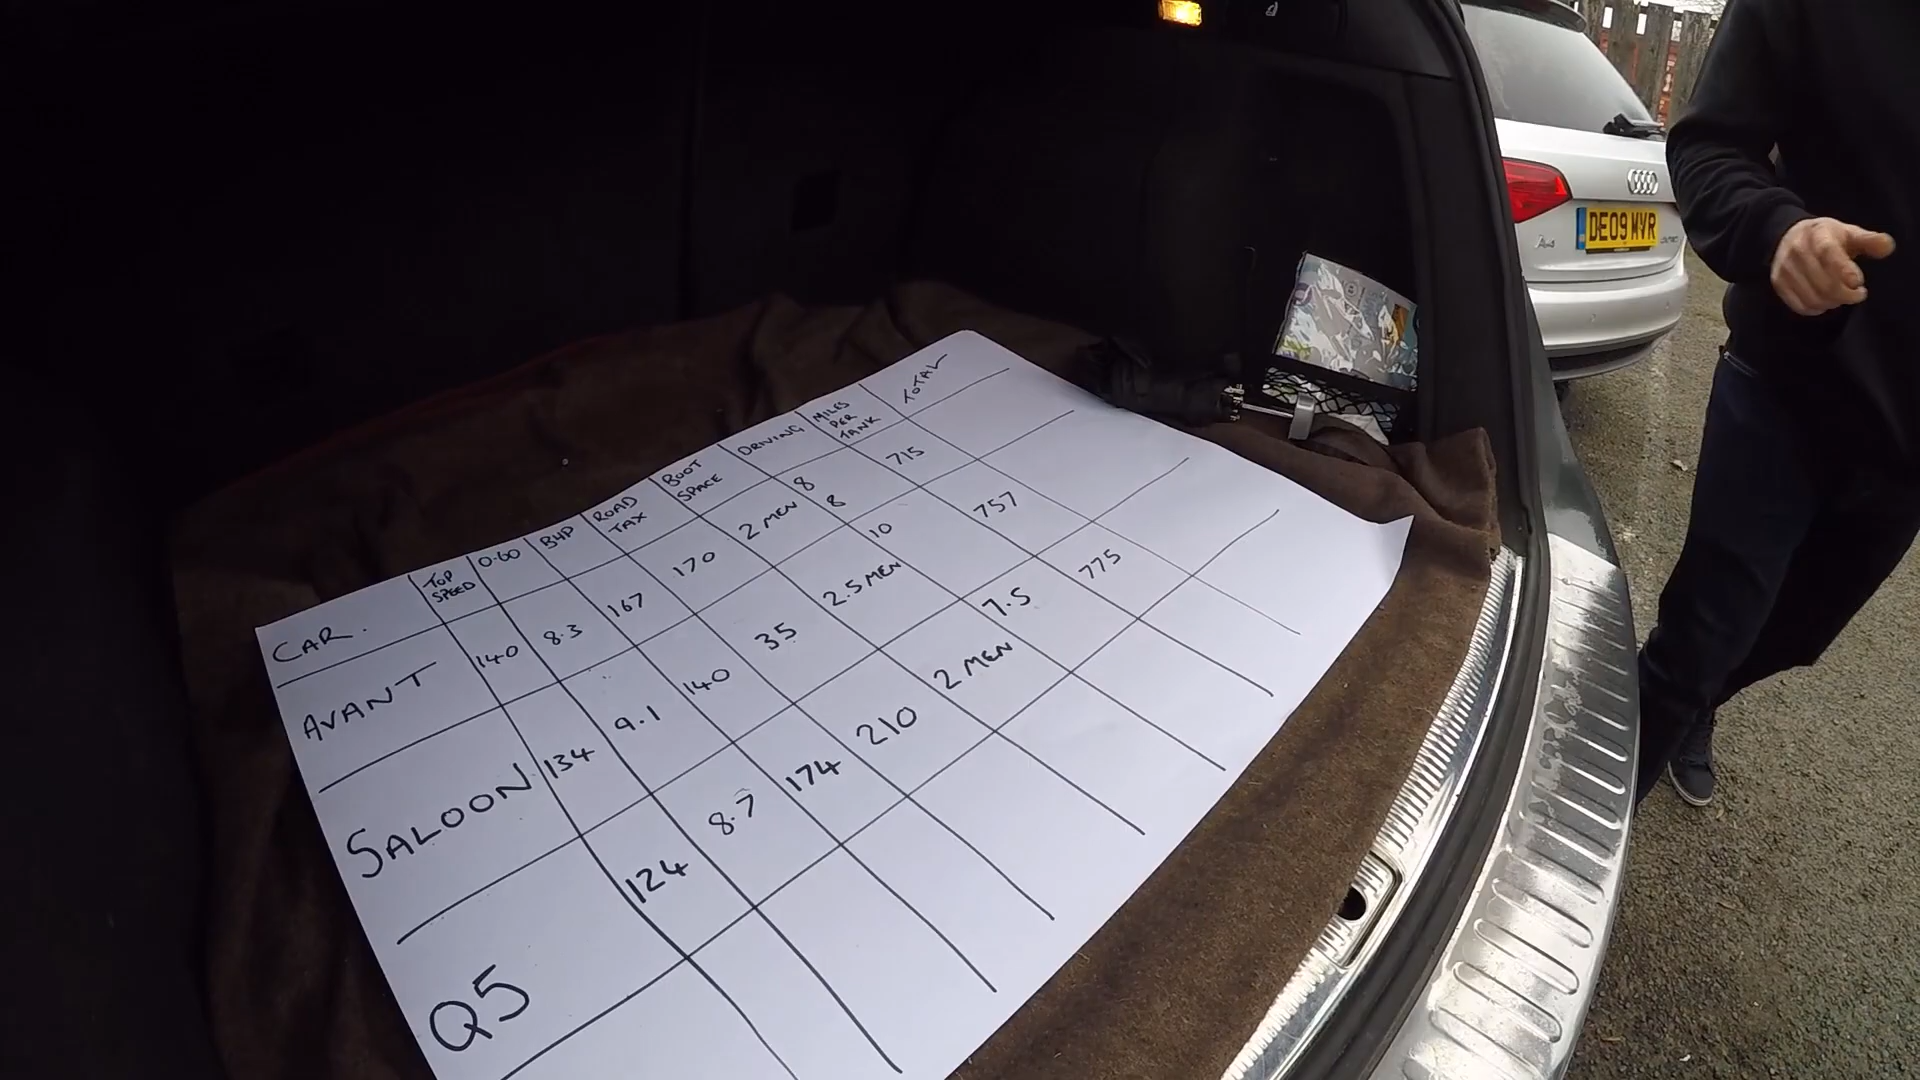 CAR. TOP SPEED 0-60 BHP ROAD TAX BOOT SPACE DRIVING MILES PER TANK TOTAL
AVANT 140 8.3 167 170 2 MEN 8 8 715
SALOON 134 9.1 140 35 2.5 MEN 10 757
Q5 124 8.7 174 210 2 MEN 7.5 775
DE09 MVR